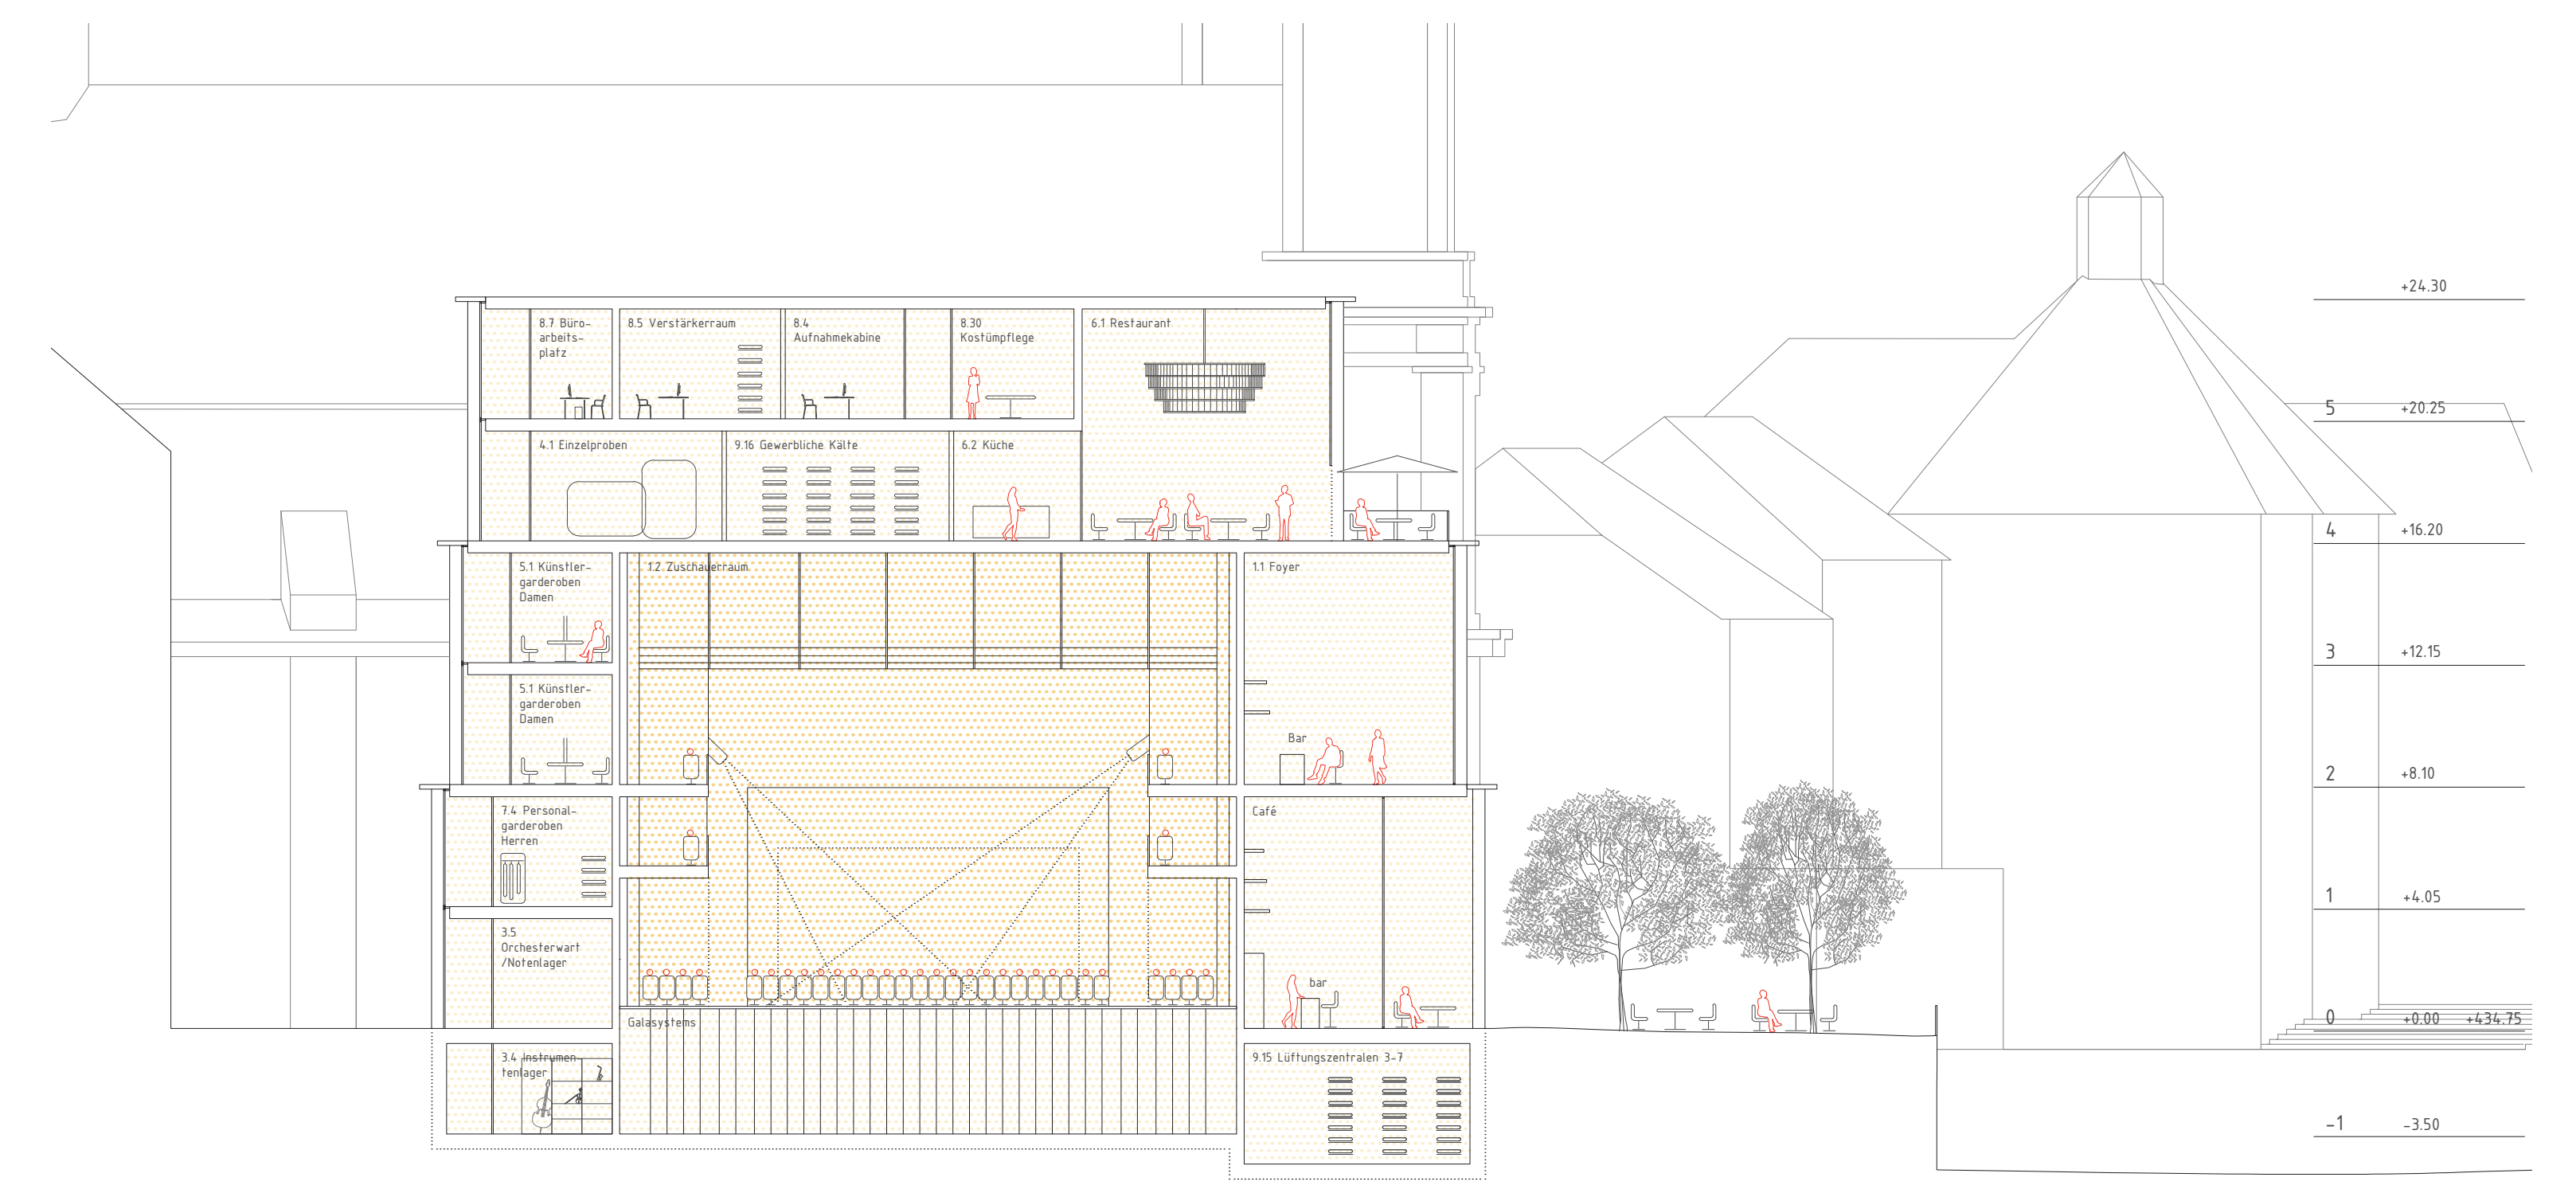 +24.30
8.7 Büro-
arbeits-
platz
8.5 Verstärkerraum
8.4
Aufnahmekabine
8.30
Kostümpflege
6.1 Restaurant
5 +20.25
4.1 Einzelproben
9.16 Gewerbliche Kälte
6.2 Küche
4 +16.20
5.1 Künstler-
garderoben
Damen
1.2 Zuschauerraum
1.1 Foyer
3 +12.15
5.1 Künstler-
garderoben
Damen
Bar
2 +8.10
7.4 Personal-
garderoben
Herren
Café
1 +4.05
3.5
Orchesterwart
/Notenlager
bar
Galasystems
0 +0.00 +434.75
3.4 Instrumen-
tenlager
9.15 Lüftungszentralen 3-7
-1 -3.50